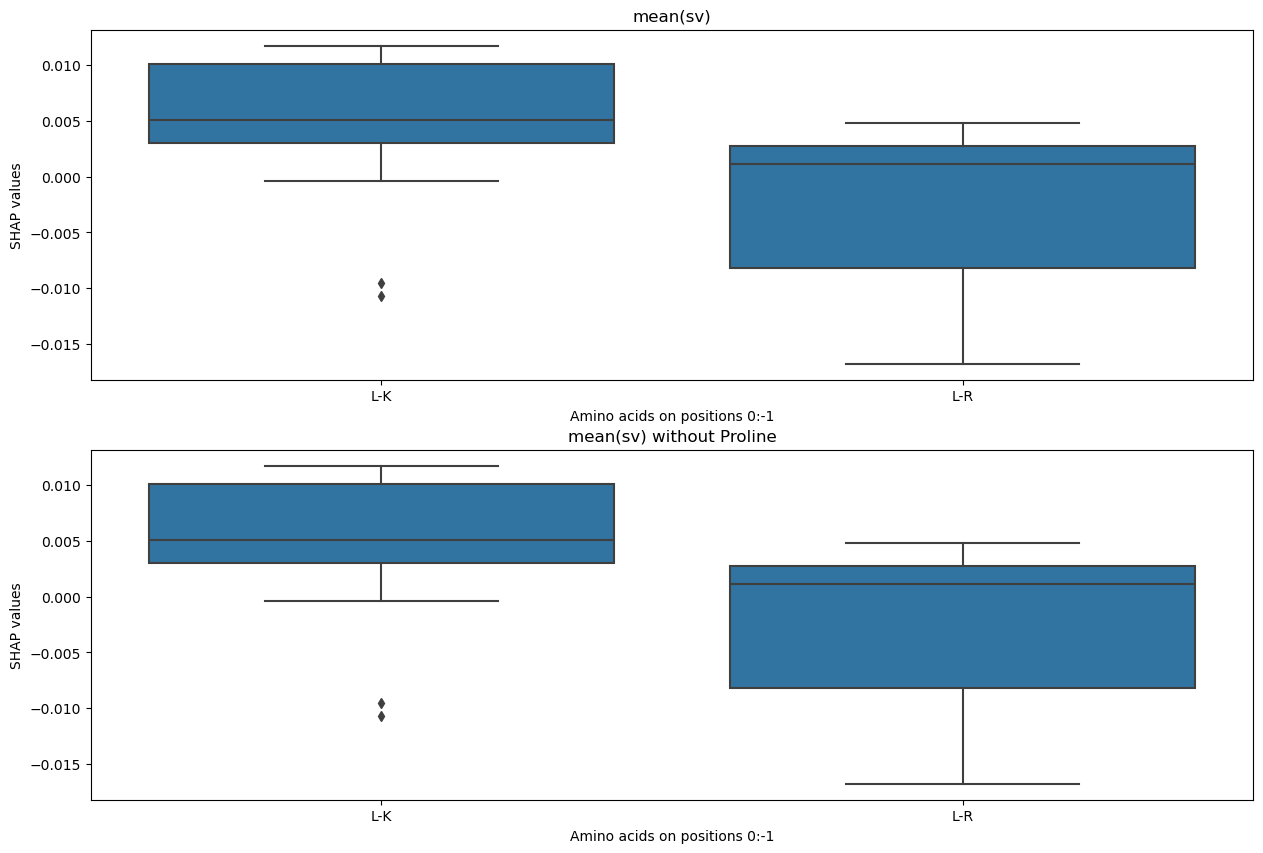 mean(sv)
0.010
0.005
0.000
−0.005
−0.010
−0.015
SHAP values
L-K L-R
Amino acids on positions 0:-1
mean(sv) without Proline
0.010
0.005
0.000
−0.005
−0.010
−0.015
SHAP values
L-K L-R
Amino acids on positions 0:-1